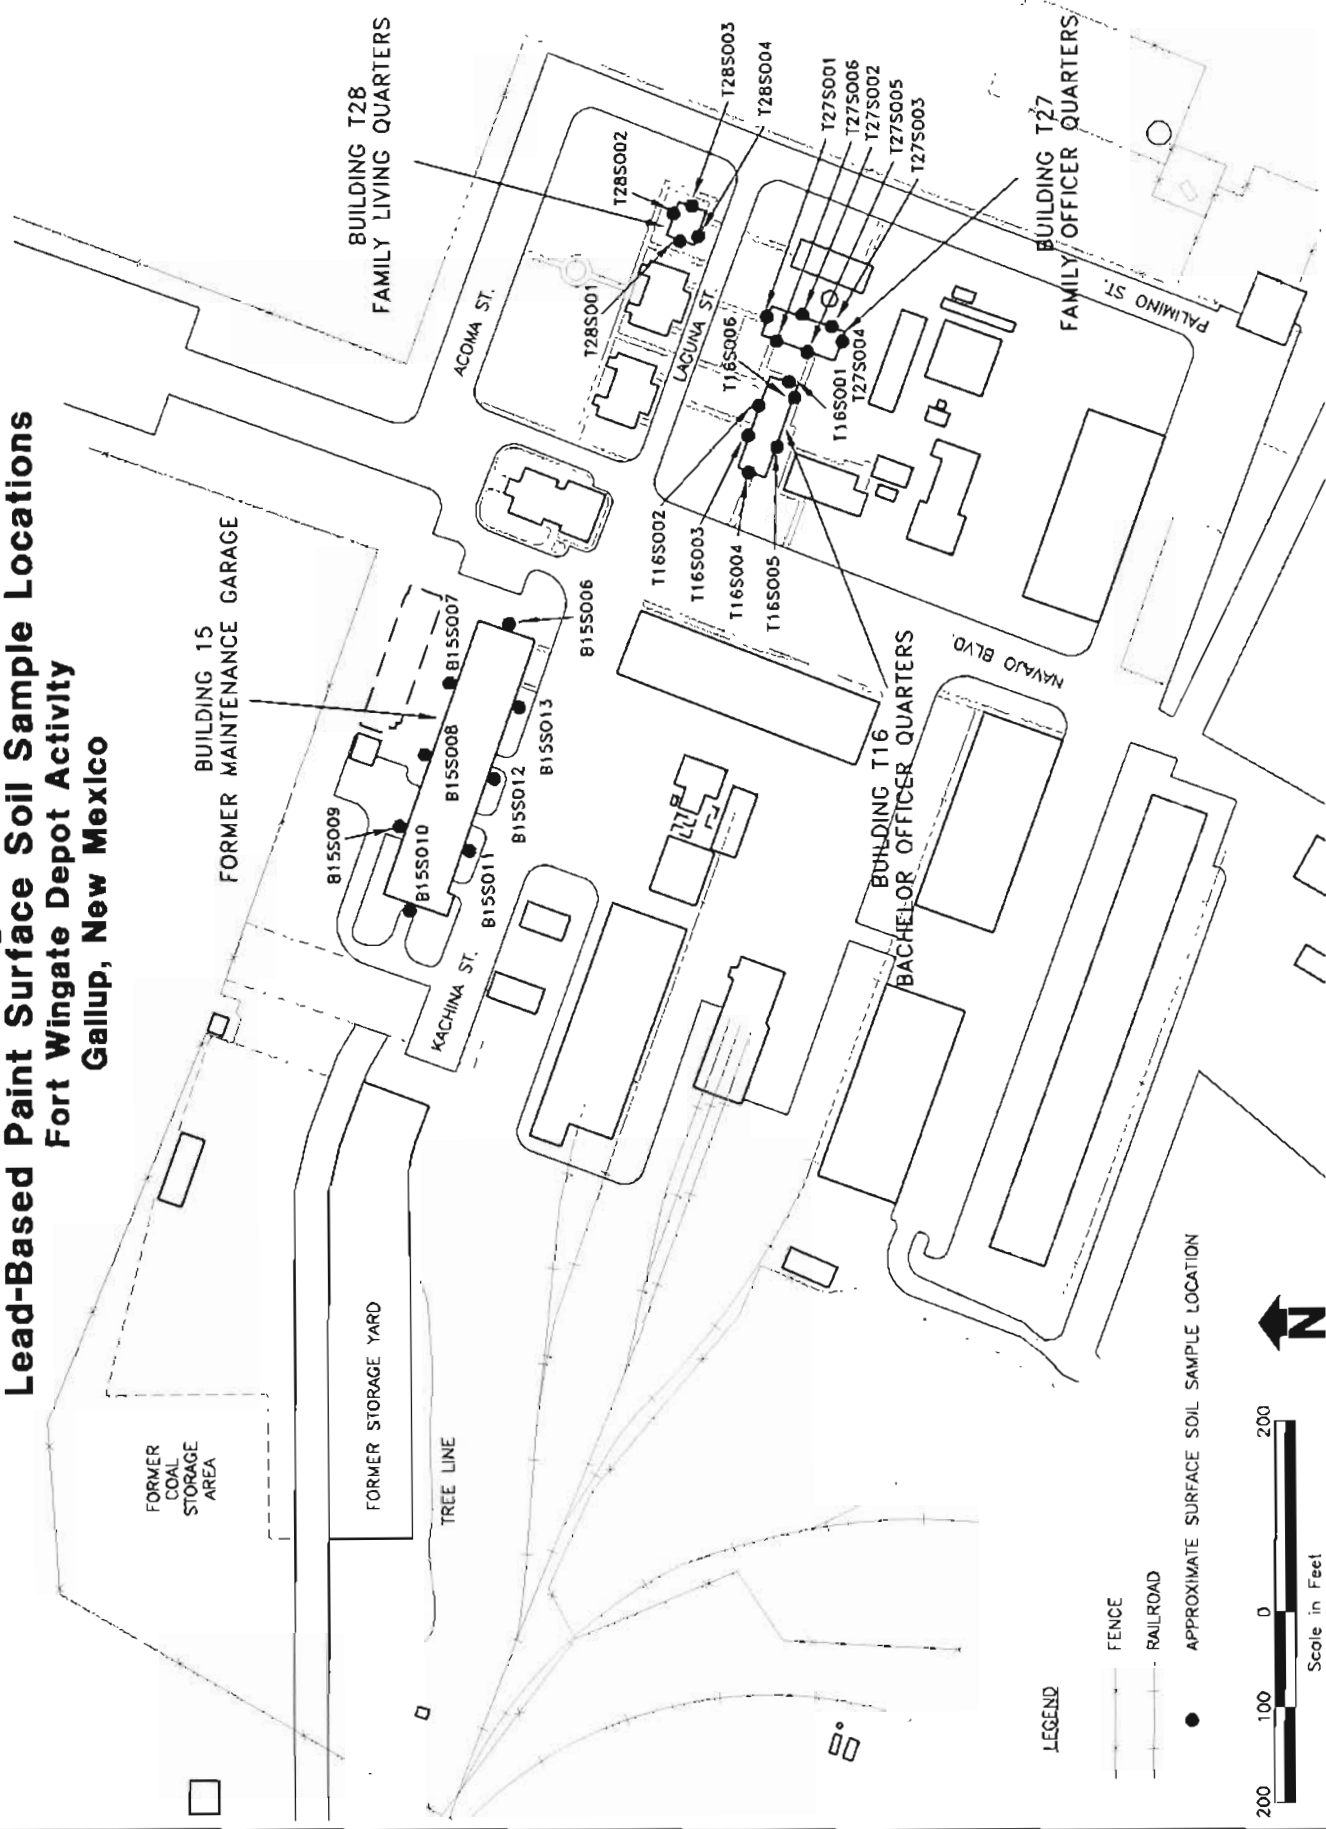 Lead-Based Paint Surface Soil Sample Locations
Fort Wingate Depot Activity
Gallup, New Mexico
BUILDING 15
FORMER MAINTENANCE GARAGE
BUILDING T28
FAMILY LIVING QUARTERS
FORMER
COAL
STORAGE
AREA
FORMER STORAGE YARD
TREE LINE
B15S009
B15S010
B15S008
B15S007
B15S011
B15S012
B15S013
B15S006
KACHINA ST.
ACOMA ST.
T28S001
T28S002
T28S003
T28S004
LAGUNA ST.
T16S002
T16S003
T16S004
T16S005
T16S006
T16S001
T27S004
T27S001
T27S006
T27S002
T27S005
T27S003
BUILDING T16
BACHELOR OFFICER QUARTERS
NAVAJO BLVD.
BUILDING T27
FAMILY OFFICER QUARTERS
PALIMINO ST.
LEGEND
FENCE
RAILROAD
APPROXIMATE SURFACE SOIL SAMPLE LOCATION
N
200 100 0 200
Scale in Feet